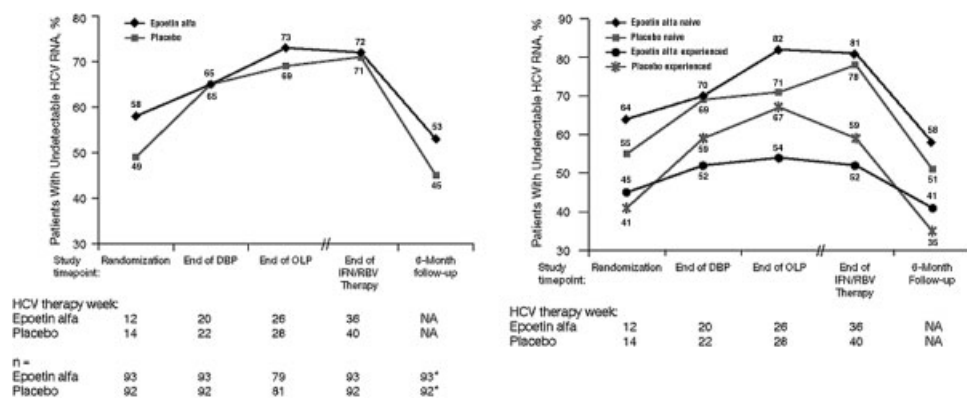 Patients With Undetectable HCV RNA, %
80
70
60
50
40
30
Epoetin alfa
Placebo
58
49
65
65
73
69
72
71
53
45
Study timepoint: Randomization End of DBP End of OLP End of IFN/RBV Therapy 6-Month follow-up
HCV therapy week:
Epoetin alfa 12 20 26 36 NA
Placebo 14 22 28 40 NA
n =
Epoetin alfa 93 93 79 93 93*
Placebo 92 92 81 92 92*
Patients With Undetectable HCV RNA, %
90
80
70
60
50
40
30
Epoetin alfa naive
Placebo naive
Epoetin alfa experienced
Placebo experienced
64
55
45
41
70
69
59
52
82
71
67
54
81
78
59
52
58
51
41
35
Study timepoint: Randomization End of DBP End of OLP End of IFN/RBV Therapy 6-Month Follow-up
HCV therapy week:
Epoetin alfa 12 20 26 36 NA
Placebo 14 22 28 40 NA